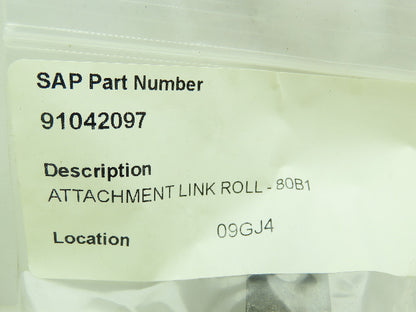 SAP Part Number
91042097
Description
ATTACHMENT LINK ROLL - 80B1
Location 09GJ4